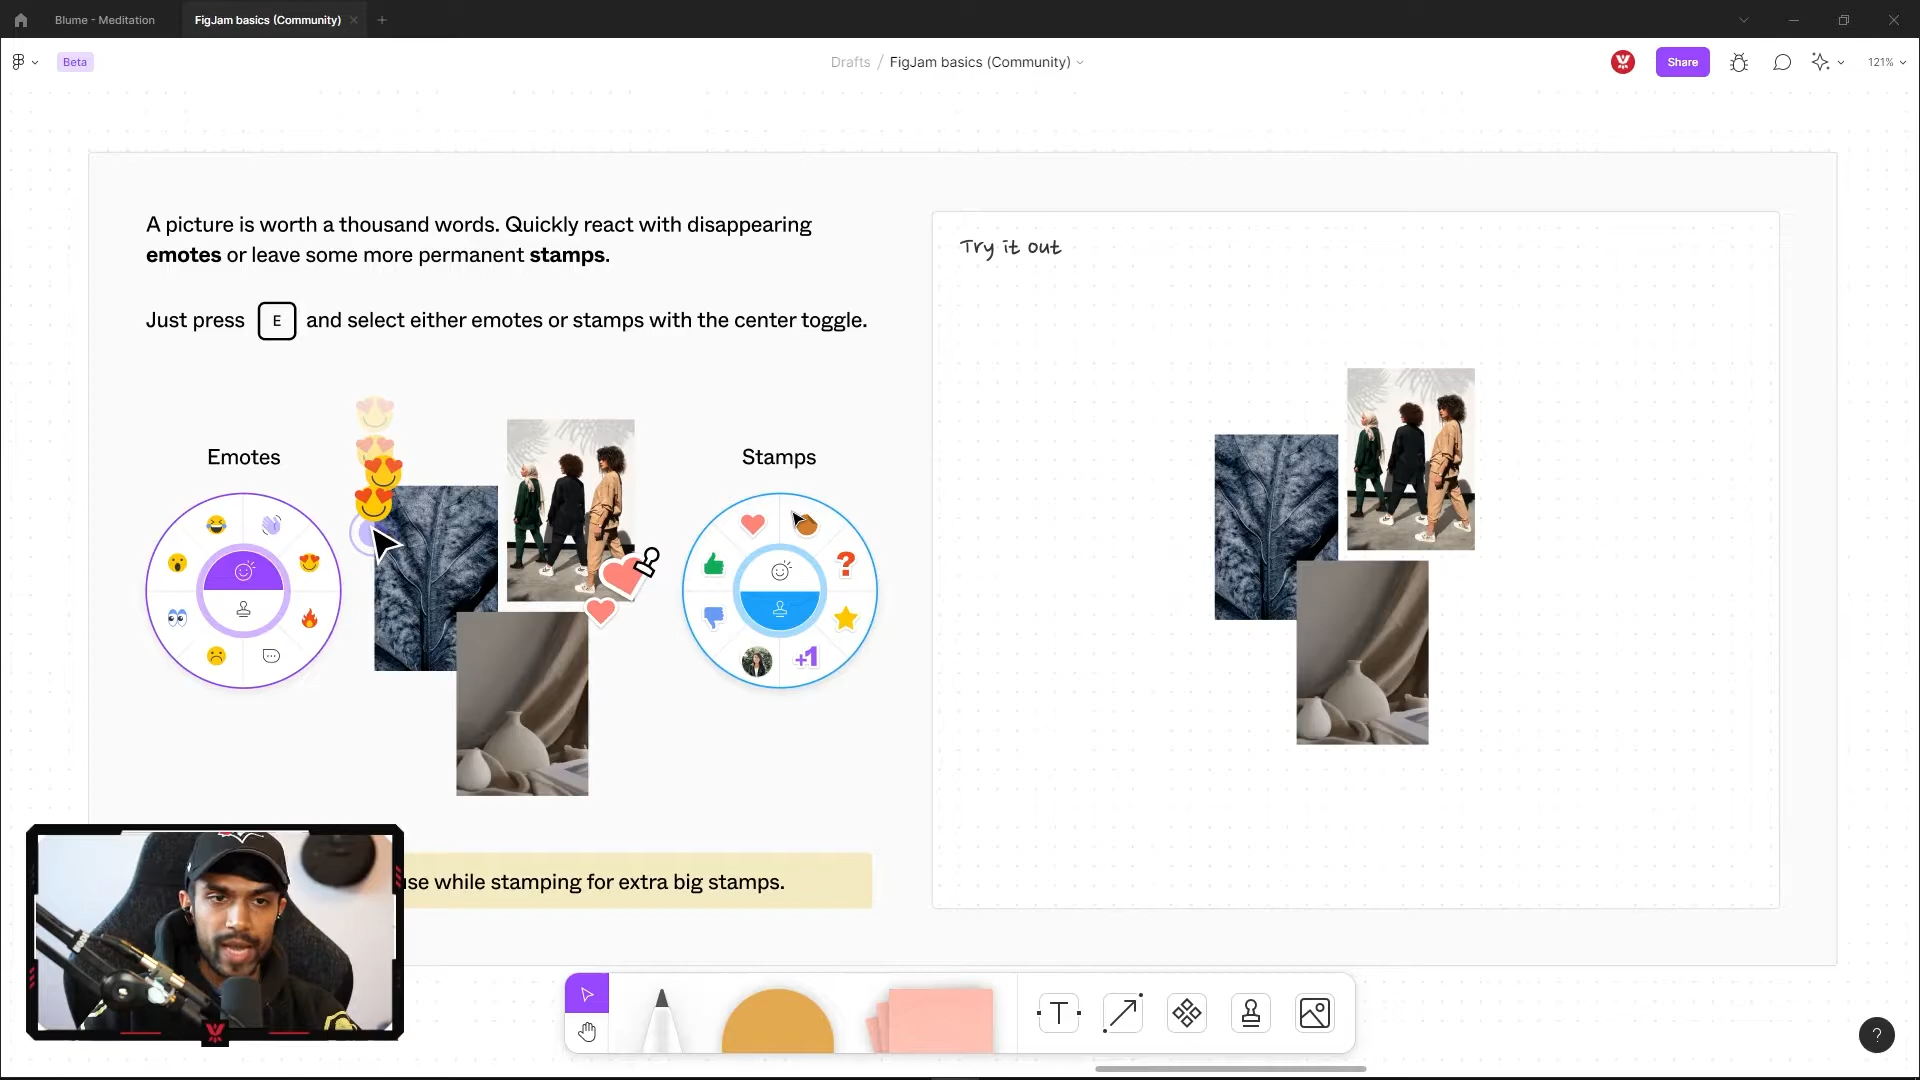 Blume - Meditation
FigJam basics (Community)
Beta
Drafts / FigJam basics (Community)
Share
121%
A picture is worth a thousand words. Quickly react with disappearing
emotes or leave some more permanent stamps.
Just press E and select either emotes or stamps with the center toggle.
Emotes
Stamps
?
+1
while stamping for extra big stamps.
Try it out
T
?